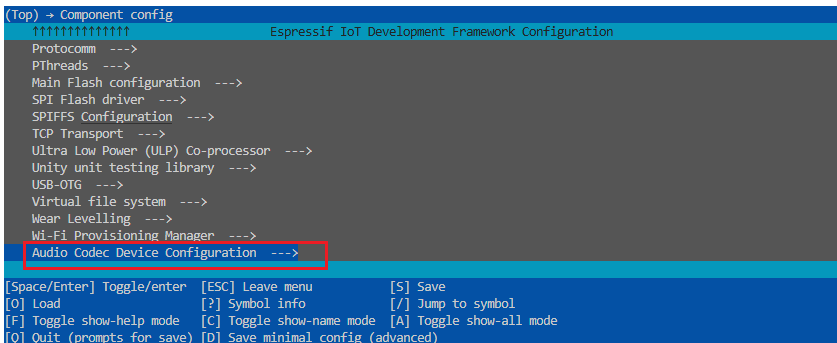 (Top) → Component config
↑↑↑↑↑↑↑↑↑↑↑↑↑↑ Espressif IoT Development Framework Configuration
Protocomm --->
PThreads --->
Main Flash configuration --->
SPI Flash driver --->
SPIFFS Configuration --->
TCP Transport --->
Ultra Low Power (ULP) Co-processor --->
Unity unit testing library --->
USB-OTG --->
Virtual file system --->
Wear Levelling --->
Wi-Fi Provisioning Manager --->
Audio Codec Device Configuration --->
[Space/Enter] Toggle/enter [ESC] Leave menu [S] Save
[O] Load [?] Symbol info [/] Jump to symbol
[F] Toggle show-help mode [C] Toggle show-name mode [A] Toggle show-all mode
[Q] Quit (prompts for save) [D] Save minimal config (advanced)